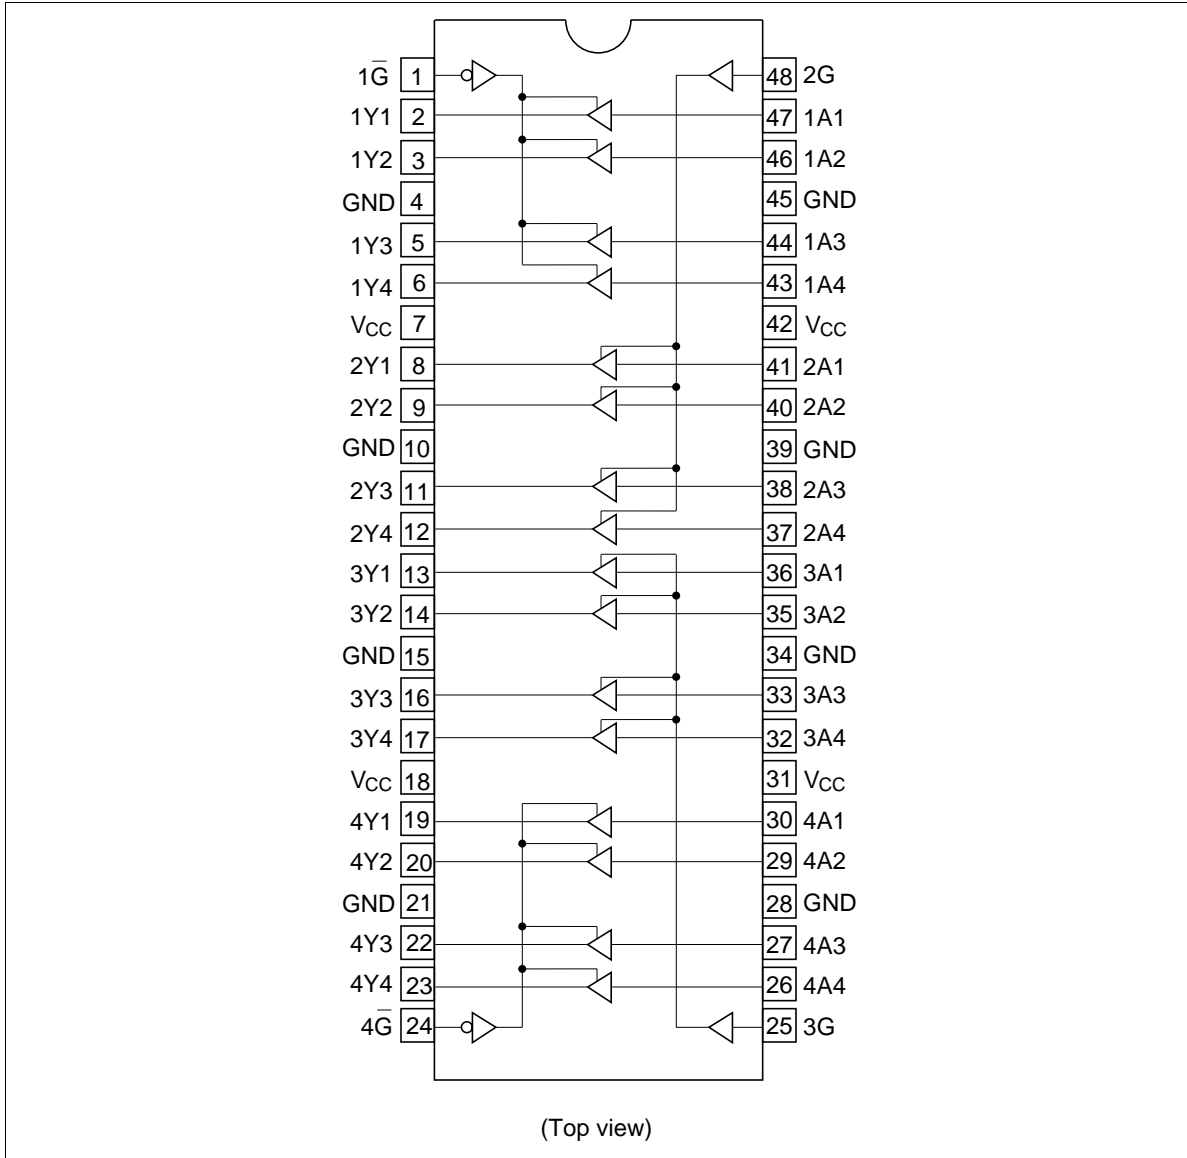 1G̅ 1 48 2G
1Y1 2 47 1A1
1Y2 3 46 1A2
GND 4 45 GND
1Y3 5 44 1A3
1Y4 6 43 1A4
VCC 7 42 VCC
2Y1 8 41 2A1
2Y2 9 40 2A2
GND 10 39 GND
2Y3 11 38 2A3
2Y4 12 37 2A4
3Y1 13 36 3A1
3Y2 14 35 3A2
GND 15 34 GND
3Y3 16 33 3A3
3Y4 17 32 3A4
VCC 18 31 VCC
4Y1 19 30 4A1
4Y2 20 29 4A2
GND 21 28 GND
4Y3 22 27 4A3
4Y4 23 26 4A4
4G̅ 24 25 3G
(Top view)